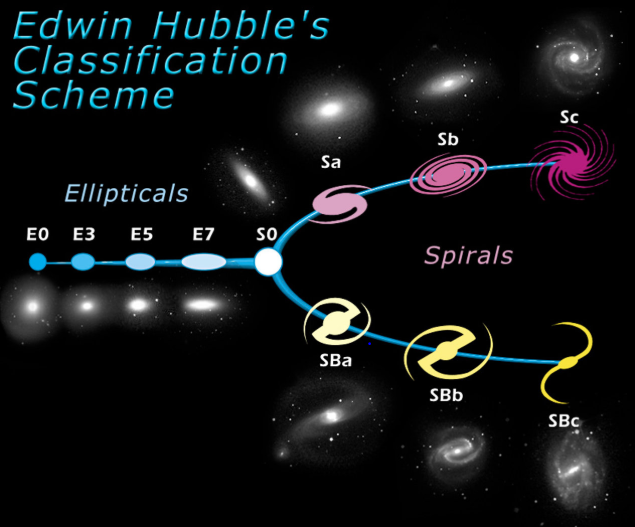 Edwin Hubble's
Classification
Scheme
Sc
Sb
Sa
Ellipticals
E0 E3 E5 E7 S0
Spirals
SBa
SBb
SBc